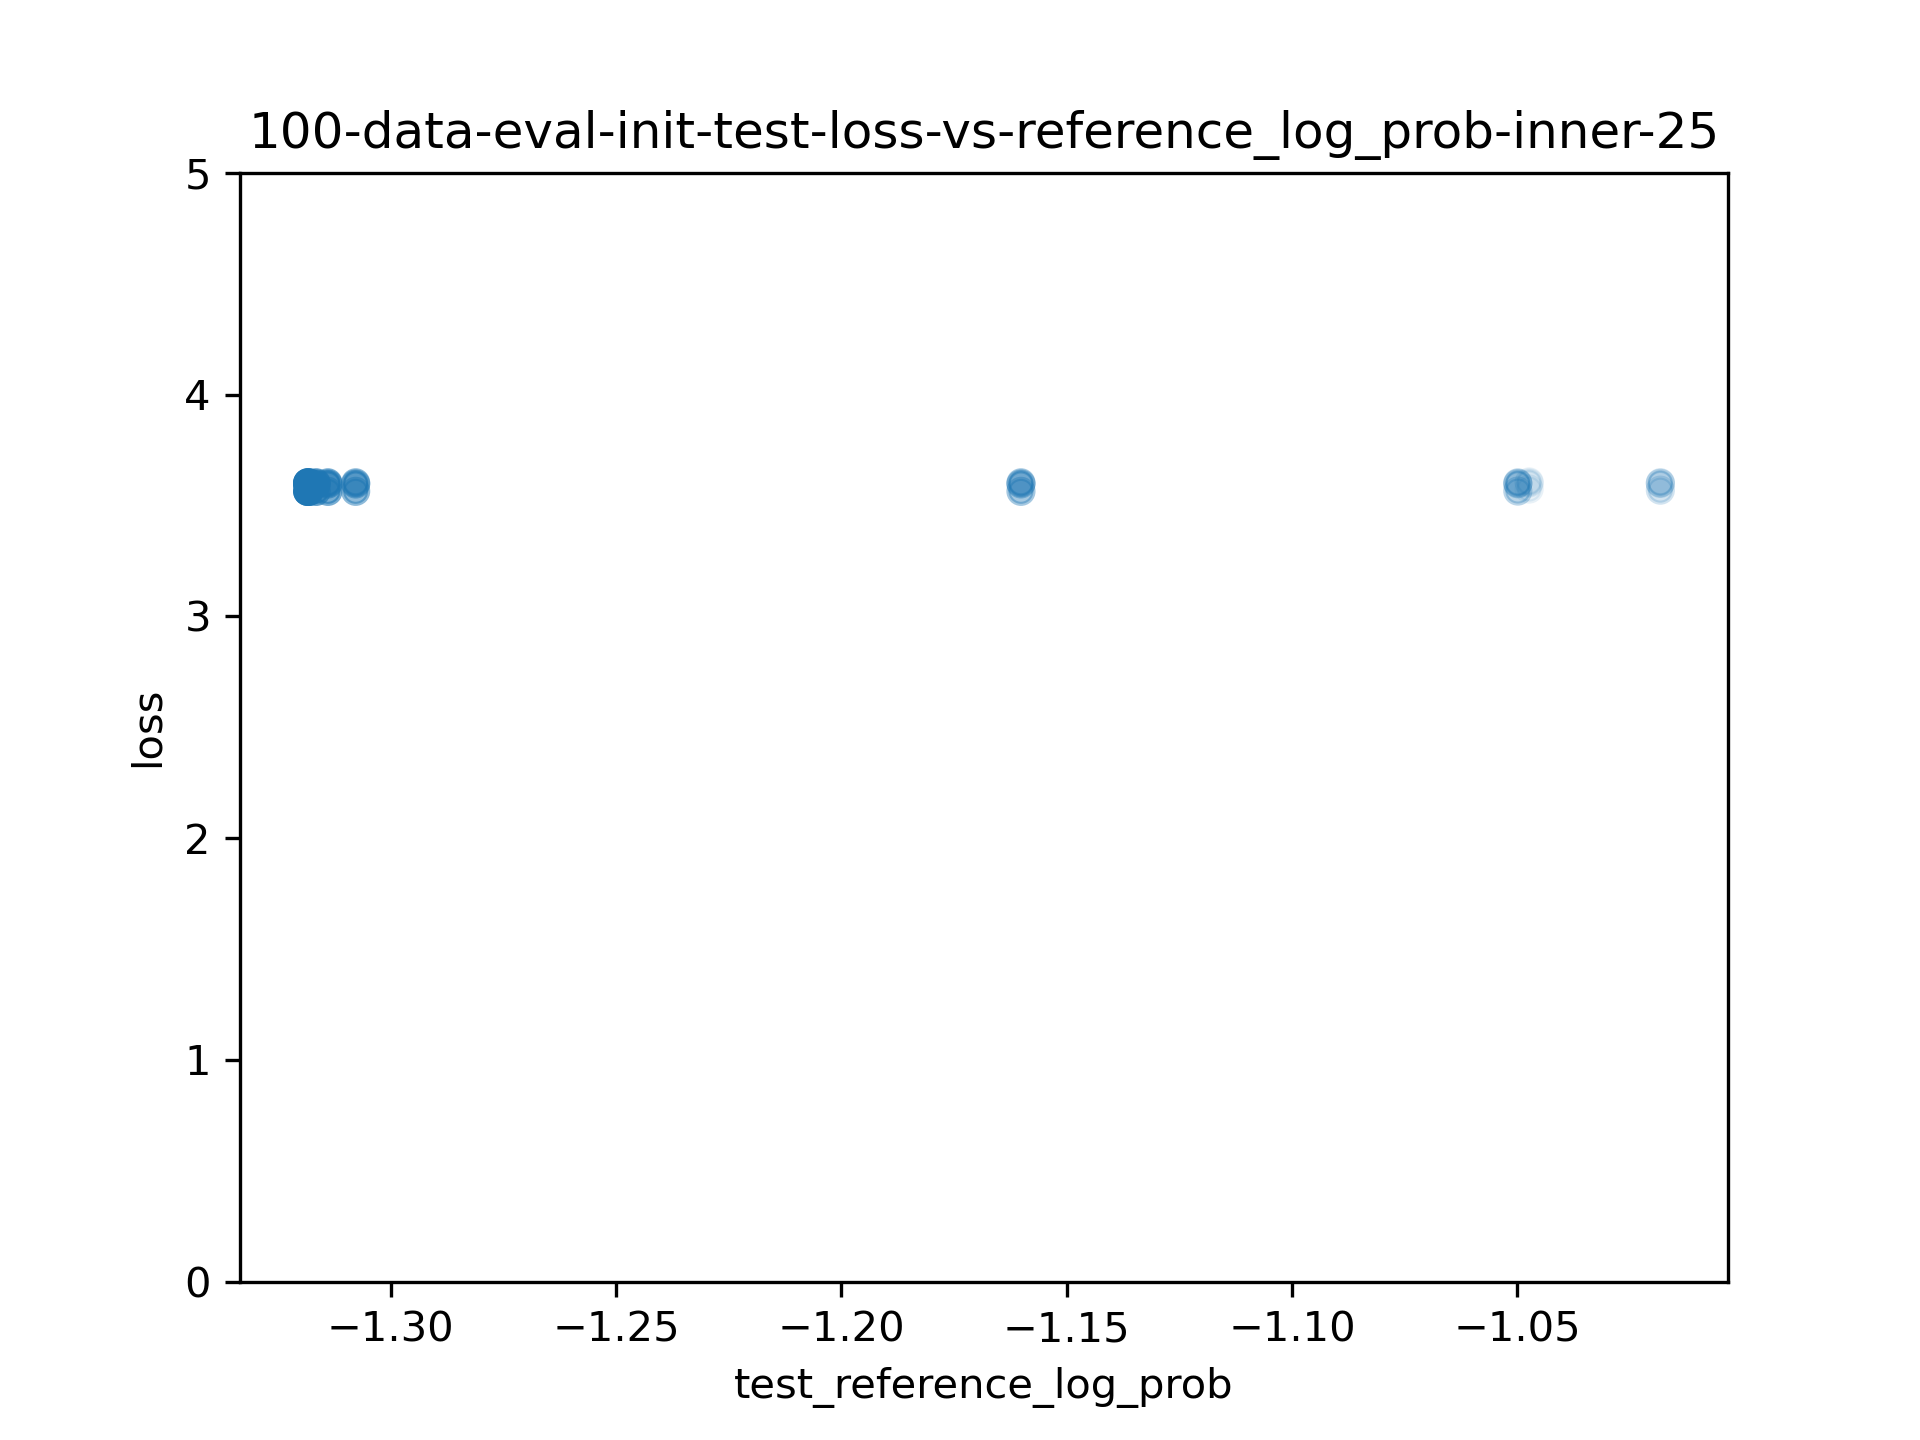 100-data-eval-init-test-loss-vs-reference_log_prob-inner-25
5
4
3
2
1
0
loss
−1.30 −1.25 −1.20 −1.15 −1.10 −1.05
test_reference_log_prob